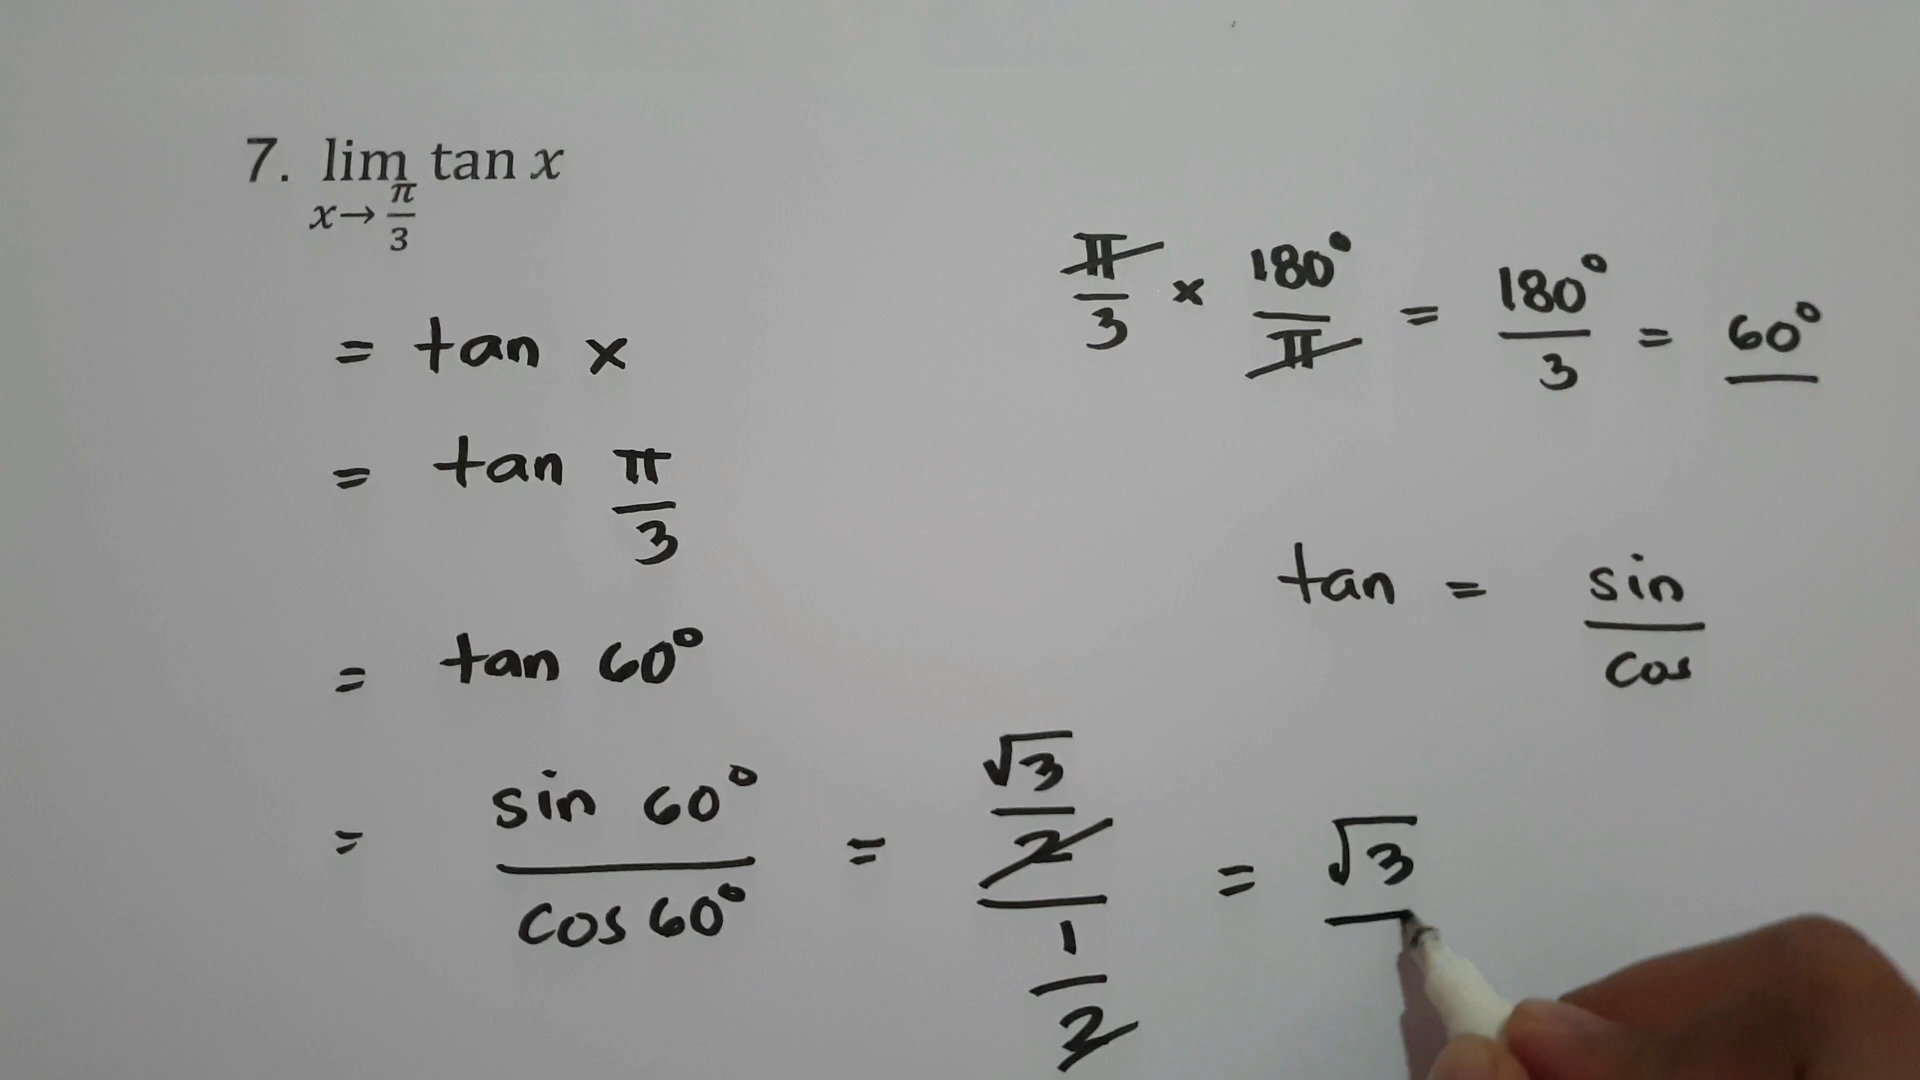 7. lim tan x
x→ π/3
π/3 × 180°/π = 180°/3 = 60°
= tan x
= tan π/3
tan = sin/cos
= tan 60°
= sin 60°/cos 60° = √3/2/1/2 = √3